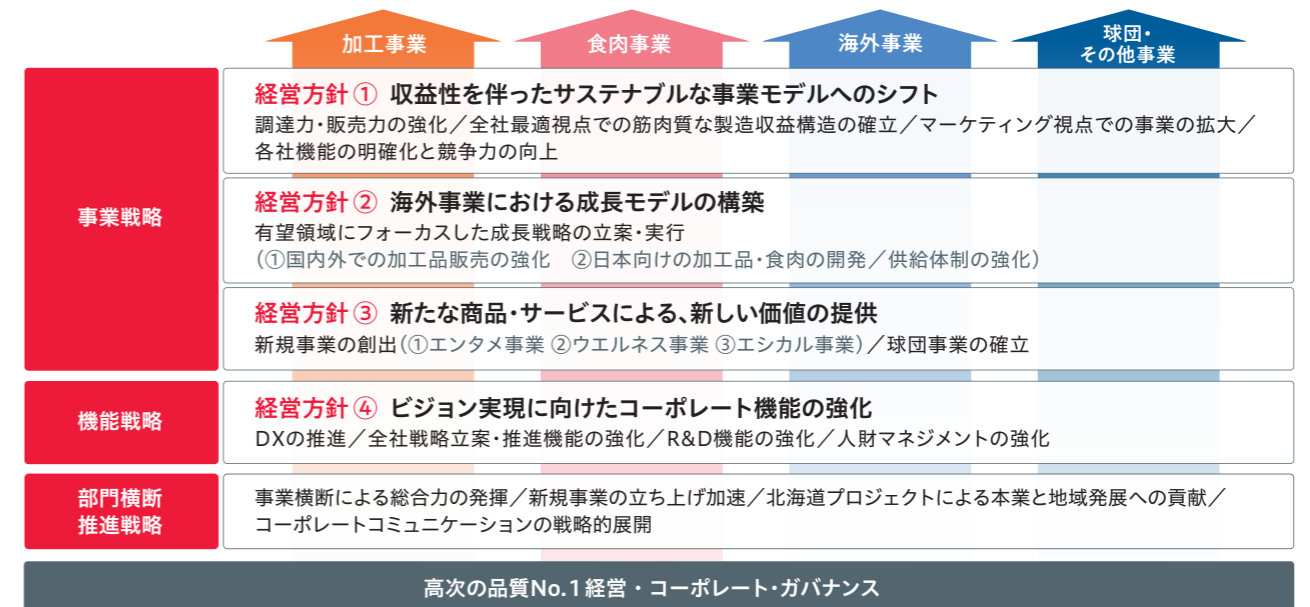 加工事業
食肉事業
海外事業
球団・
その他事業
事業戦略
経営方針① 収益性を伴ったサステナブルな事業モデルへのシフト
調達力・販売力の強化／全社最適視点での筋肉質な製造収益構造の確立／マーケティング視点での事業の拡大／
各社機能の明確化と競争力の向上
経営方針② 海外事業における成長モデルの構築
有望領域にフォーカスした成長戦略の立案・実行
（①国内外での加工品販売の強化　②日本向けの加工品・食肉の開発／供給体制の強化）
経営方針③ 新たな商品・サービスによる、新しい価値の提供
新規事業の創出（①エンタメ事業 ②ウエルネス事業 ③エシカル事業）／球団事業の確立
機能戦略
経営方針④ ビジョン実現に向けたコーポレート機能の強化
DXの推進／全社戦略立案・推進機能の強化／R&D機能の強化／人財マネジメントの強化
部門横断
推進戦略
事業横断による総合力の発揮／新規事業の立ち上げ加速／北海道プロジェクトによる本業と地域発展への貢献／
コーポレートコミュニケーションの戦略的展開
高次の品質No.1経営・コーポレート・ガバナンス